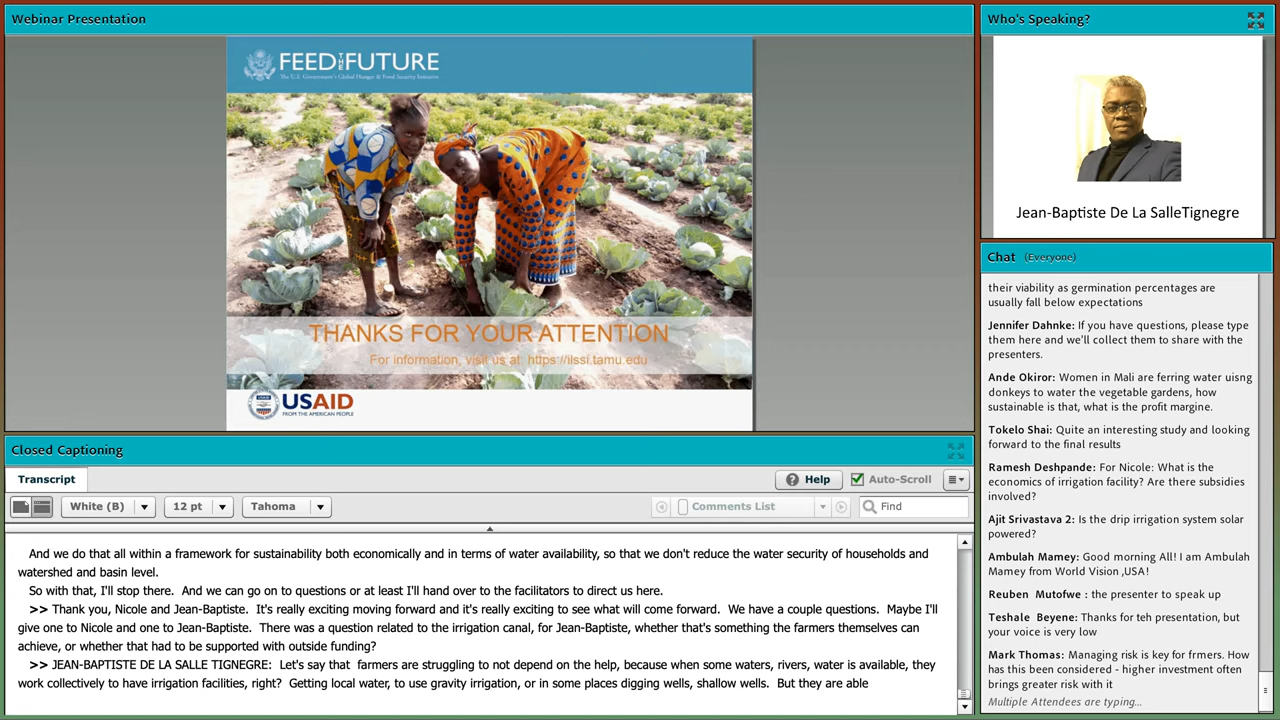 Webinar Presentation
FEED THE FUTURE
The U.S. Government's Global Hunger & Food Security Initiative
THANKS FOR YOUR ATTENTION
For information, visit us at: https://ilssi.tamu.edu
USAID
FROM THE AMERICAN PEOPLE
Who's Speaking?
Jean-Baptiste De La SalleTignegre
Chat (Everyone)
their viability as germination percentages are
usually fall below expectations
Jennifer Dahnke: If you have questions, please type
them here and we'll collect them to share with the
presenters.
Ande Okiror: Women in Mali are ferring water uisng
donkeys to water the vegetable gardens, how
sustainable is that, what is the profit margine.
Tokelo Shai: Quite an interesting study and looking
forward to the final results
Ramesh Deshpande: For Nicole: What is the
economics of irrigation facility? Are there subsidies
involved?
Ajit Srivastava 2: Is the drip irrigation system solar
powered?
Ambulah Mamey: Good morning All! I am Ambulah
Mamey from World Vision ,USA!
Reuben Mutofwe : the presenter to speak up
Teshale Beyene: Thanks for teh presentation, but
your voice is very low
Mark Thomas: Managing risk is key for frmers. How
has this been considered - higher investment often
brings greater risk with it
Multiple Attendees are typing...
Closed Captioning
Transcript
Help
Auto-Scroll
White (B)
12 pt
Tahoma
Comments List
Find
And we do that all within a framework for sustainability both economically and in terms of water availability, so that we don't reduce the water security of households and
watershed and basin level.
So with that, I'll stop there. And we can go on to questions or at least I'll hand over to the facilitators to direct us here.
>> Thank you, Nicole and Jean-Baptiste. It's really exciting moving forward and it's really exciting to see what will come forward. We have a couple questions. Maybe I'll
give one to Nicole and one to Jean-Baptiste. There was a question related to the irrigation canal, for Jean-Baptiste, whether that's something the farmers themselves can
achieve, or whether that had to be supported with outside funding?
>> JEAN-BAPTISTE DE LA SALLE TIGNEGRE: Let's say that farmers are struggling to not depend on the help, because when some waters, rivers, water is available, they
work collectively to have irrigation facilities, right? Getting local water, to use gravity irrigation, or in some places digging wells, shallow wells. But they are able